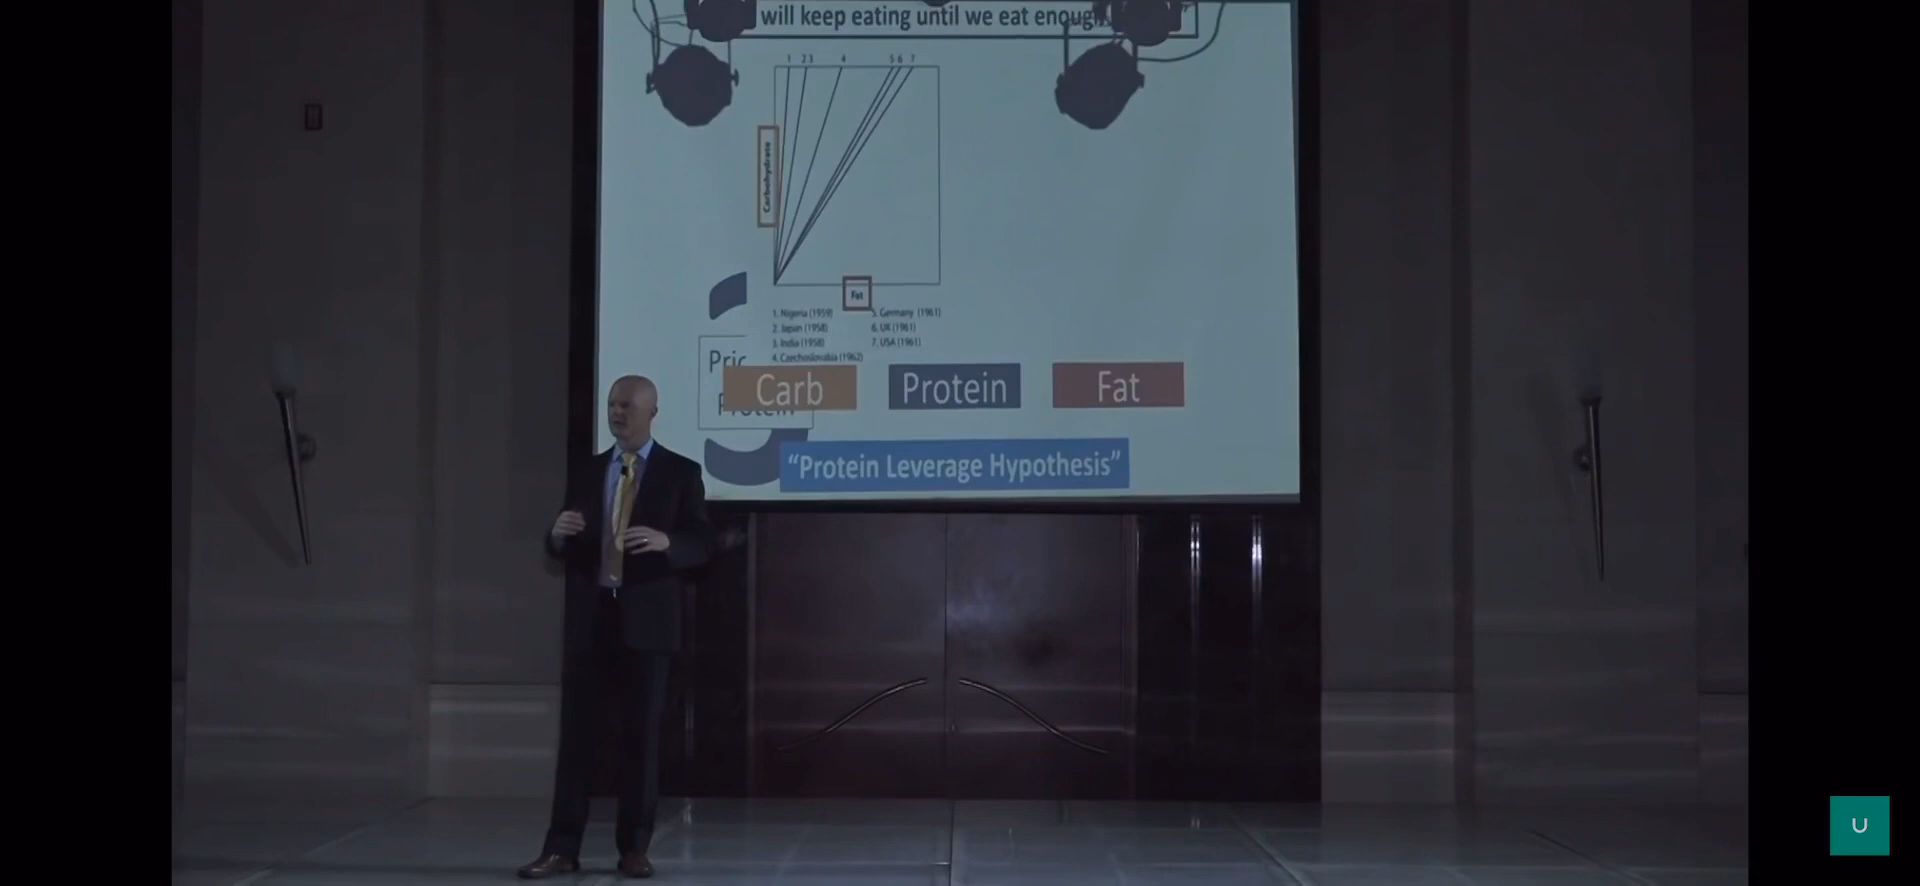 will keep eating until we eat enough
1 2 3 4 5 6 7
Carbohydrate
Fat
1. Nigeria (1959)
2. Japan (1958)
3. India (1958)
4. Czechoslovakia (1962)
5. Germany (1961)
6. UK (1961)
7. USA (1961)
Protein
Carb
Protein
Fat
“Protein Leverage Hypothesis”
U